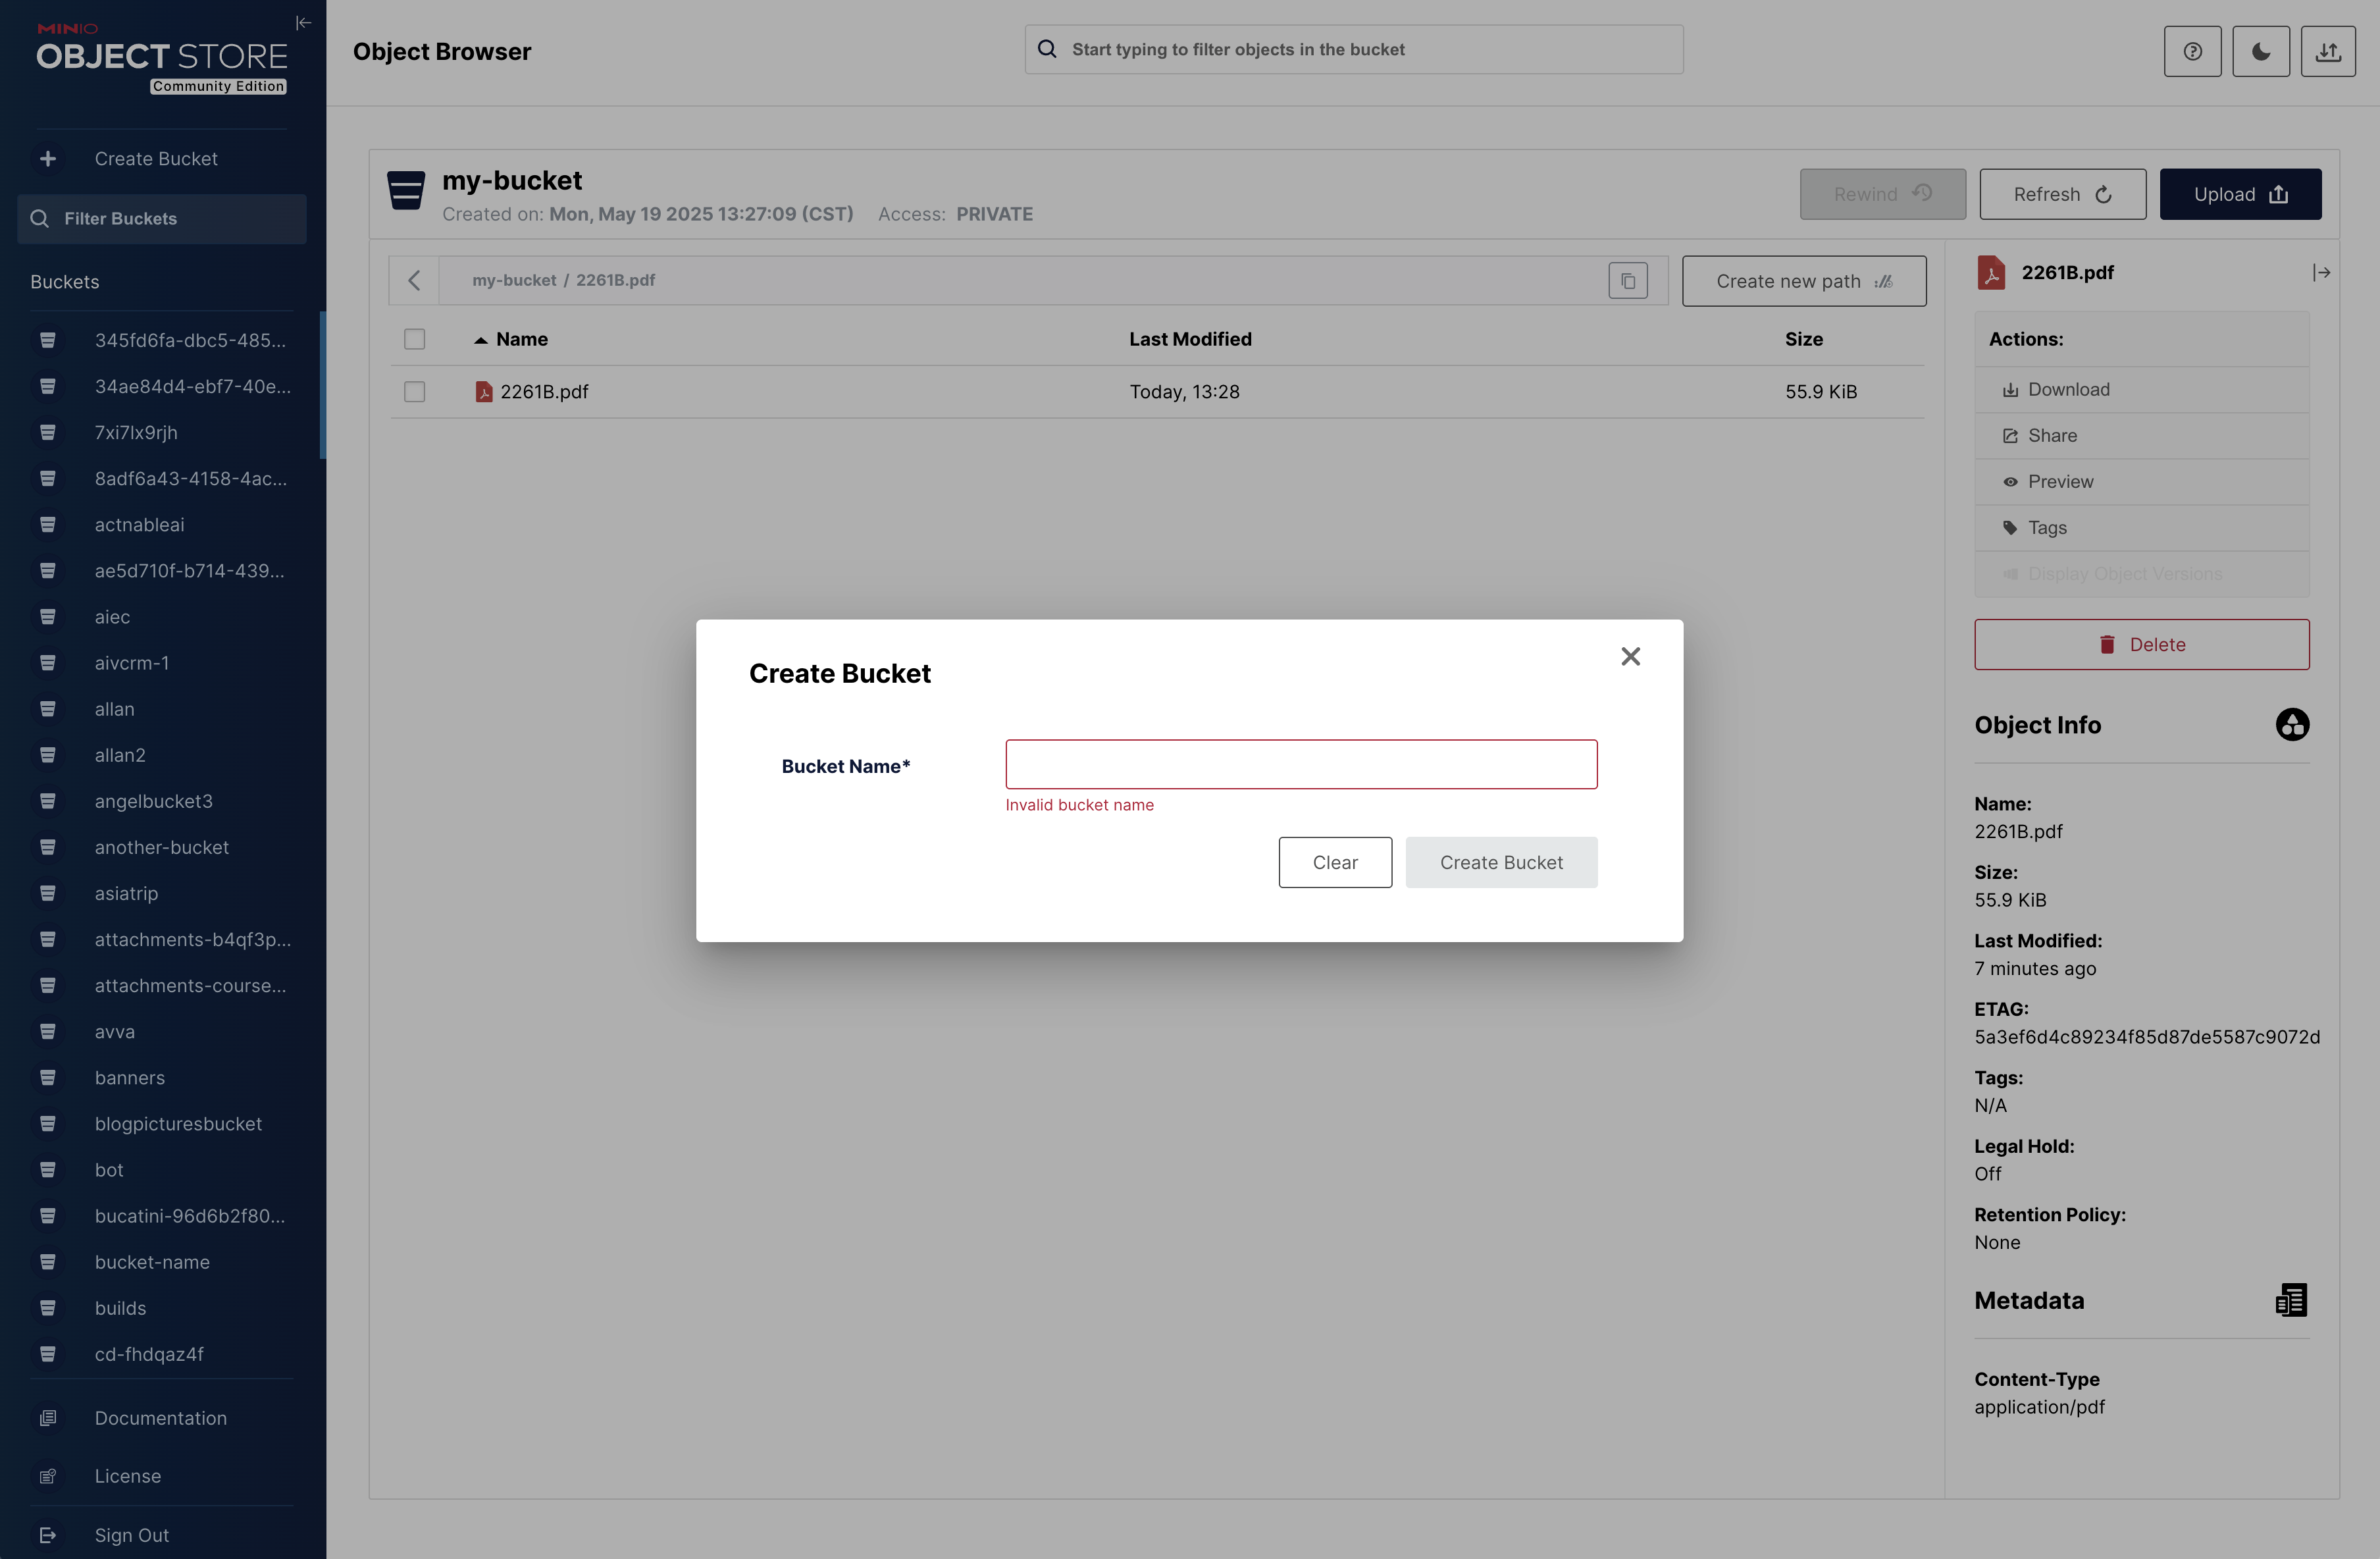 MINIO
OBJECT STORE
Community Edition
Create Bucket
Filter Buckets
Buckets
345fd6fa-dbc5-485...
34ae84d4-ebf7-40e...
7xi7lx9rjh
8adf6a43-4158-4ac...
actnableai
ae5d710f-b714-439...
aiec
aivcrm-1
allan
allan2
angelbucket3
another-bucket
asiatrip
attachments-b4qf3p...
attachments-course...
avva
banners
blogpicturesbucket
bot
bucatini-96d6b2f80...
bucket-name
builds
cd-fhdqaz4f
Documentation
License
Sign Out
Object Browser
Start typing to filter objects in the bucket
my-bucket
Created on: Mon, May 19 2025 13:27:09 (CST) Access: PRIVATE
Rewind
Refresh
Upload
my-bucket / 2261B.pdf
Create new path
Name Last Modified Size
2261B.pdf Today, 13:28 55.9 KiB
Create Bucket
Bucket Name*
Invalid bucket name
Clear
Create Bucket
2261B.pdf
Actions:
Download
Share
Preview
Tags
Display Object Versions
Delete
Object Info
Name:
2261B.pdf
Size:
55.9 KiB
Last Modified:
7 minutes ago
ETAG:
5a3ef6d4c89234f85d87de5587c9072d
Tags:
N/A
Legal Hold:
Off
Retention Policy:
None
Metadata
Content-Type
application/pdf